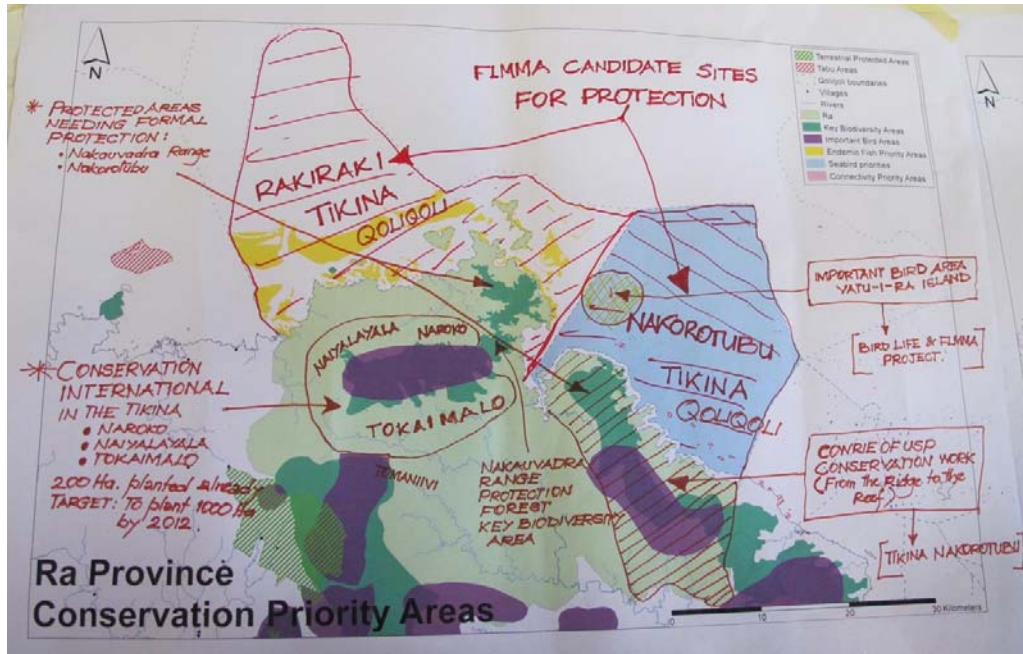 N
FLMMA CANDIDATE SITES
FOR PROTECTION
* PROTECTED AREAS
NEEDING FORMAL
PROTECTION:
• Nakauvadra Range
• Nakorotubu
RAKIRAKI
TIKINA
QOLIQOLI
Terrestrial Protected Areas
Tabu Areas
Qoliqoli boundaries
Villages
Rivers
Ra
Key Biodiversity Areas
Important Bird Areas
Endemic Fish Priority Areas
Seabird priorities
Connectivity Priority Areas
N
IMPORTANT BIRD AREA
VATU-I-RA ISLAND
[BIRD LIFE & FLMMA
PROJECT.]
NAKOROTUBU
TIKINA
QOLIQOLI
NAIYALAYALA
NAROKO
TOKAIMALO
* CONSERVATION
INTERNATIONAL
IN THE TIKINA
• NAROKO
• NAIYALAYALA
• TOKAIMALO
200 Ha. planted already
TARGET: To plant 1000 Ha
by 2012.
TOMANIIVI
NAKAUVADRA
RANGE
PROTECTION
FOREST
KEY BIODIVERSITY
AREA
CONRIE OF USP
CONSERVATION WORK
(From the Ridge to the
Reef)
[TIKINA NAKOROTUBU]
Ra Province
Conservation Priority Areas
0 10 20 30 Kilometers